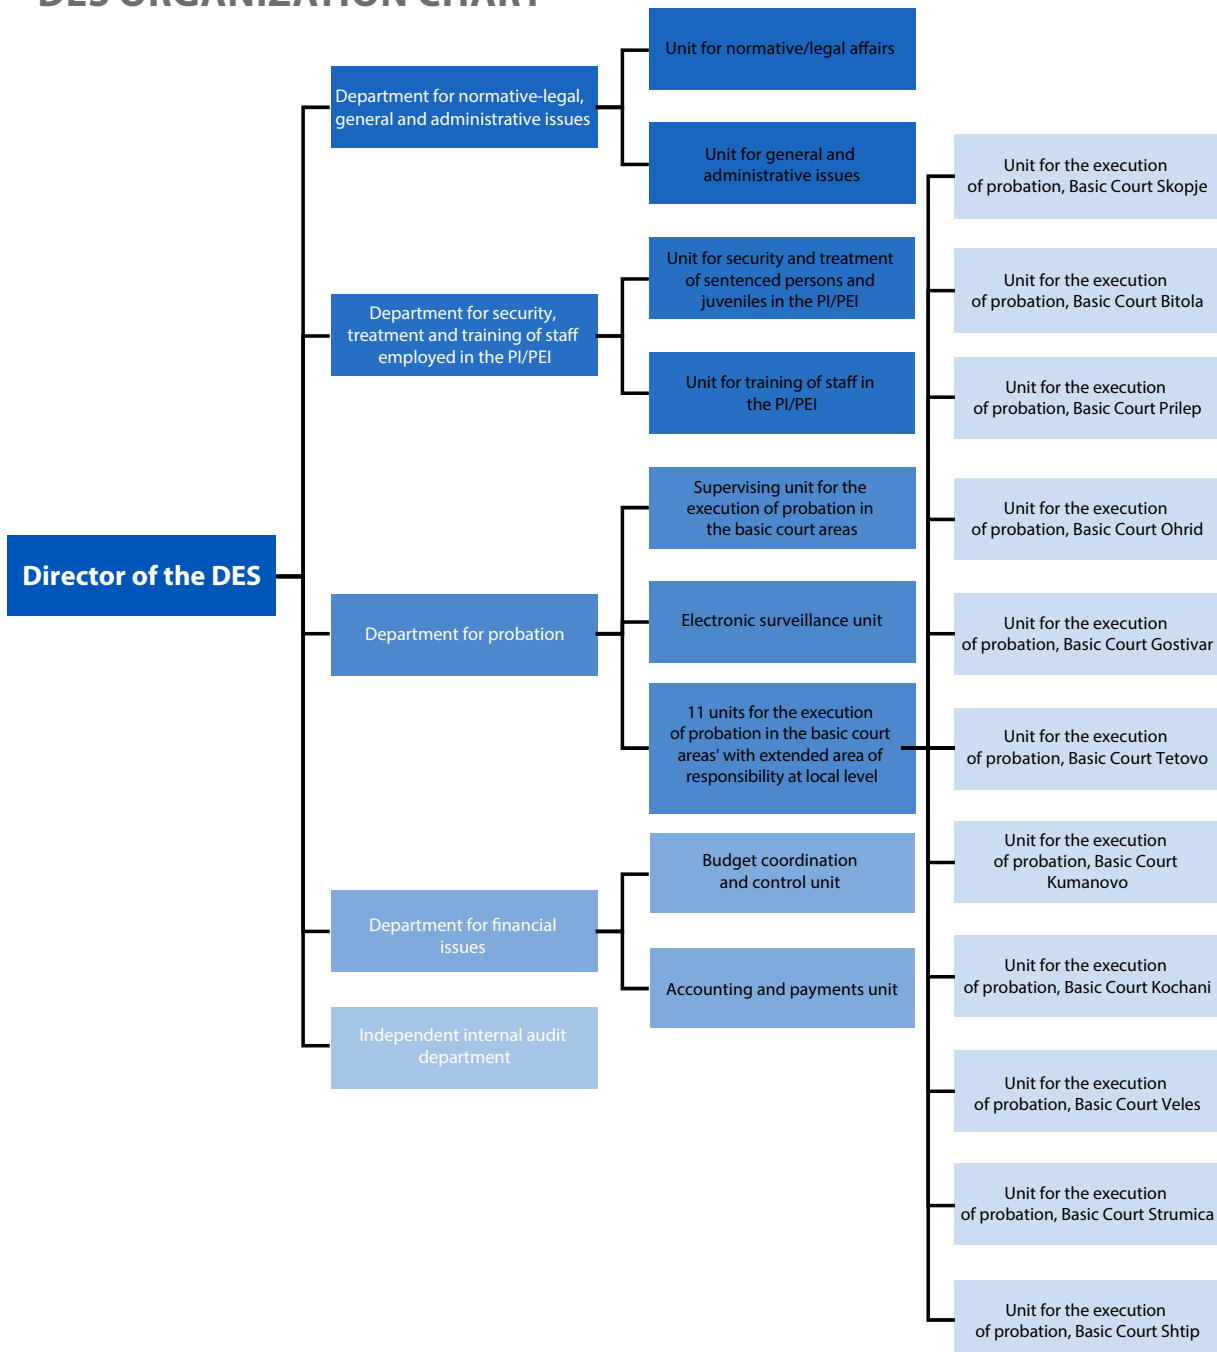 DES ORGANIZATION CHART
Director of the DES
Department for normative-legal,
general and administrative issues
Unit for normative/legal affairs
Unit for general and
administrative issues
Department for security,
treatment and training of staff
employed in the PI/PEI
Unit for security and treatment
of sentenced persons and
juveniles in the PI/PEI
Unit for training of staff in
the PI/PEI
Department for probation
Supervising unit for the
execution of probation in
the basic court areas
Electronic surveillance unit
11 units for the execution
of probation in the basic court
areas' with extended area of
responsibility at local level
Unit for the execution
of probation, Basic Court Skopje
Unit for the execution
of probation, Basic Court Bitola
Unit for the execution
of probation, Basic Court Prilep
Unit for the execution
of probation, Basic Court Ohrid
Unit for the execution
of probation, Basic Court Gostivar
Unit for the execution
of probation, Basic Court Tetovo
Unit for the execution
of probation, Basic Court
Kumanovo
Unit for the execution
of probation, Basic Court Kochani
Unit for the execution
of probation, Basic Court Veles
Unit for the execution
of probation, Basic Court Strumica
Unit for the execution
of probation, Basic Court Shtip
Department for financial
issues
Budget coordination
and control unit
Accounting and payments unit
Independent internal audit
department